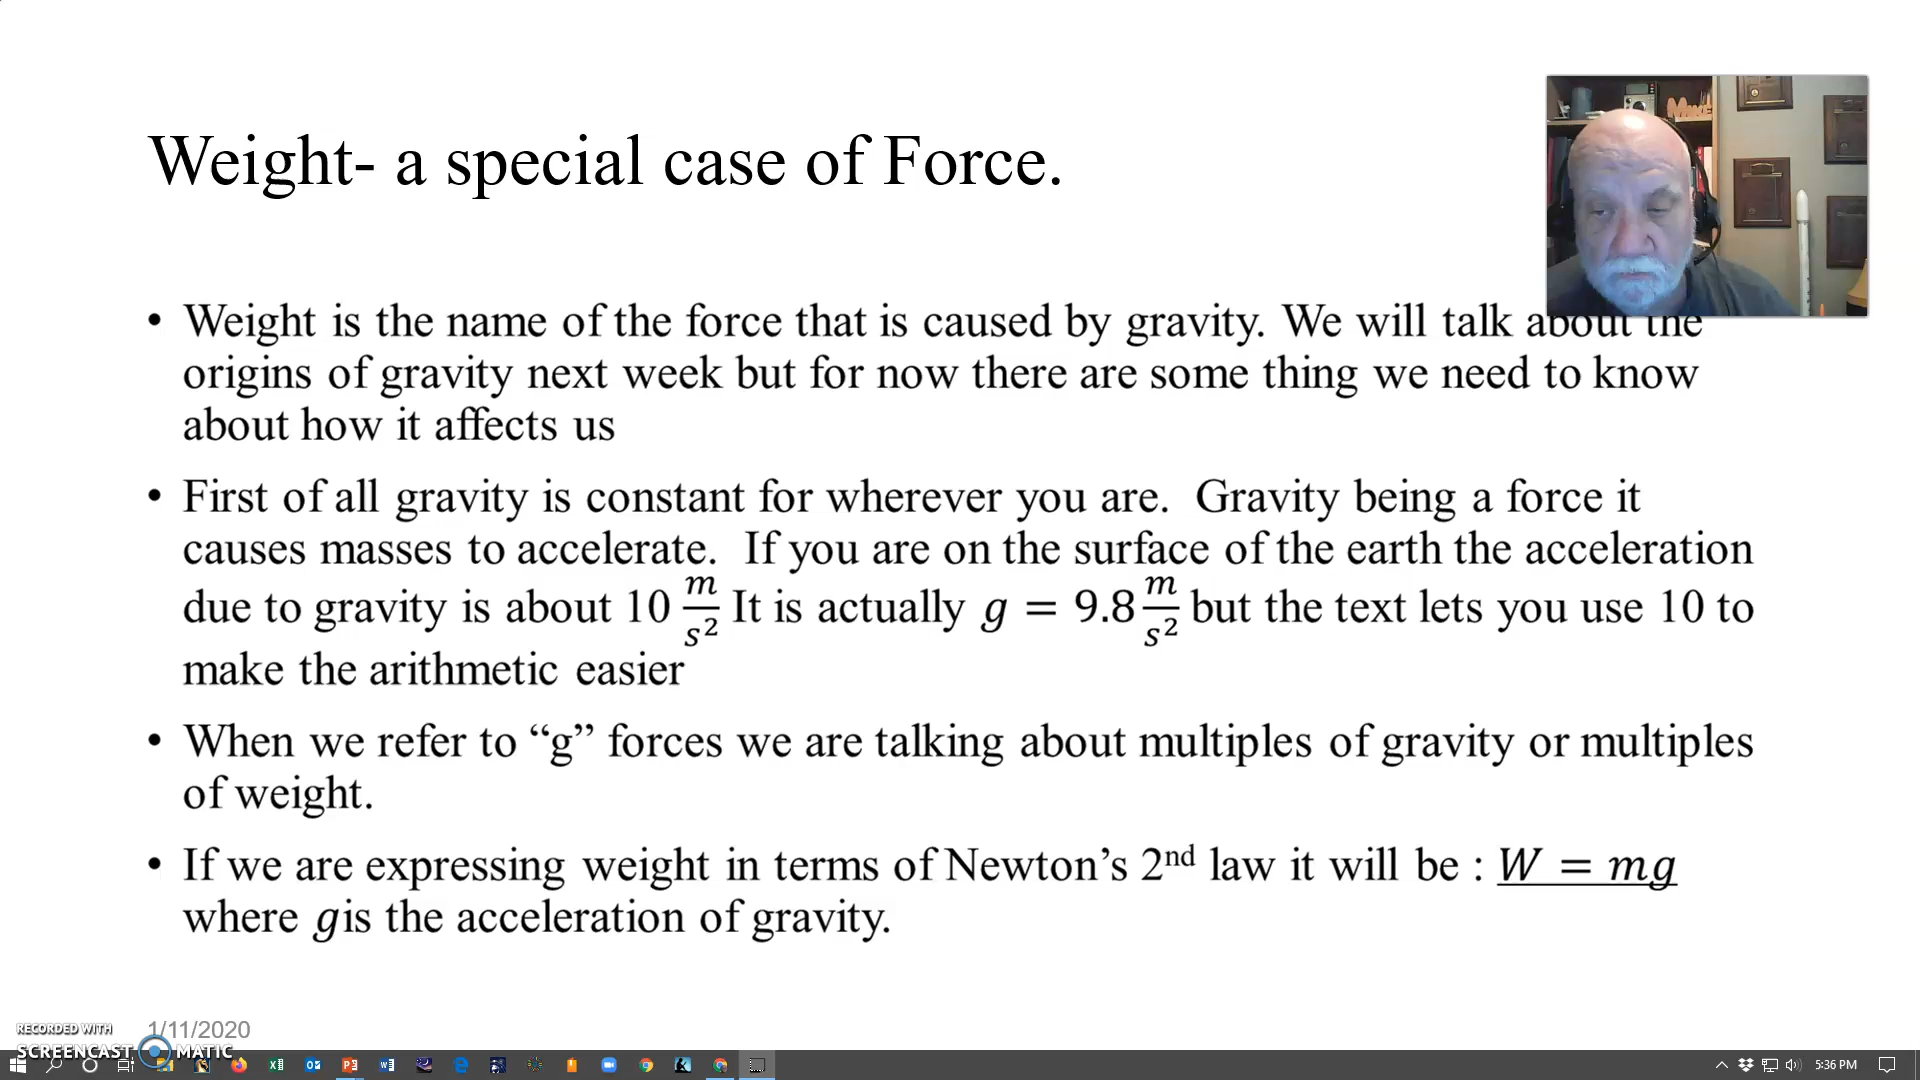 Weight- a special case of Force.
• Weight is the name of the force that is caused by gravity. We will talk about the
origins of gravity next week but for now there are some thing we need to know
about how it affects us
• First of all gravity is constant for wherever you are.  Gravity being a force it
causes masses to accelerate.  If you are on the surface of the earth the acceleration
due to gravity is about 10 m/s² It is actually g = 9.8 m/s² but the text lets you use 10 to
make the arithmetic easier
• When we refer to “g” forces we are talking about multiples of gravity or multiples
of weight.
• If we are expressing weight in terms of Newton’s 2nd law it will be : W = mg
where g is the acceleration of gravity.
1/11/2020
RECORDED WITH
SCREENCAST MATIC
5:36 PM